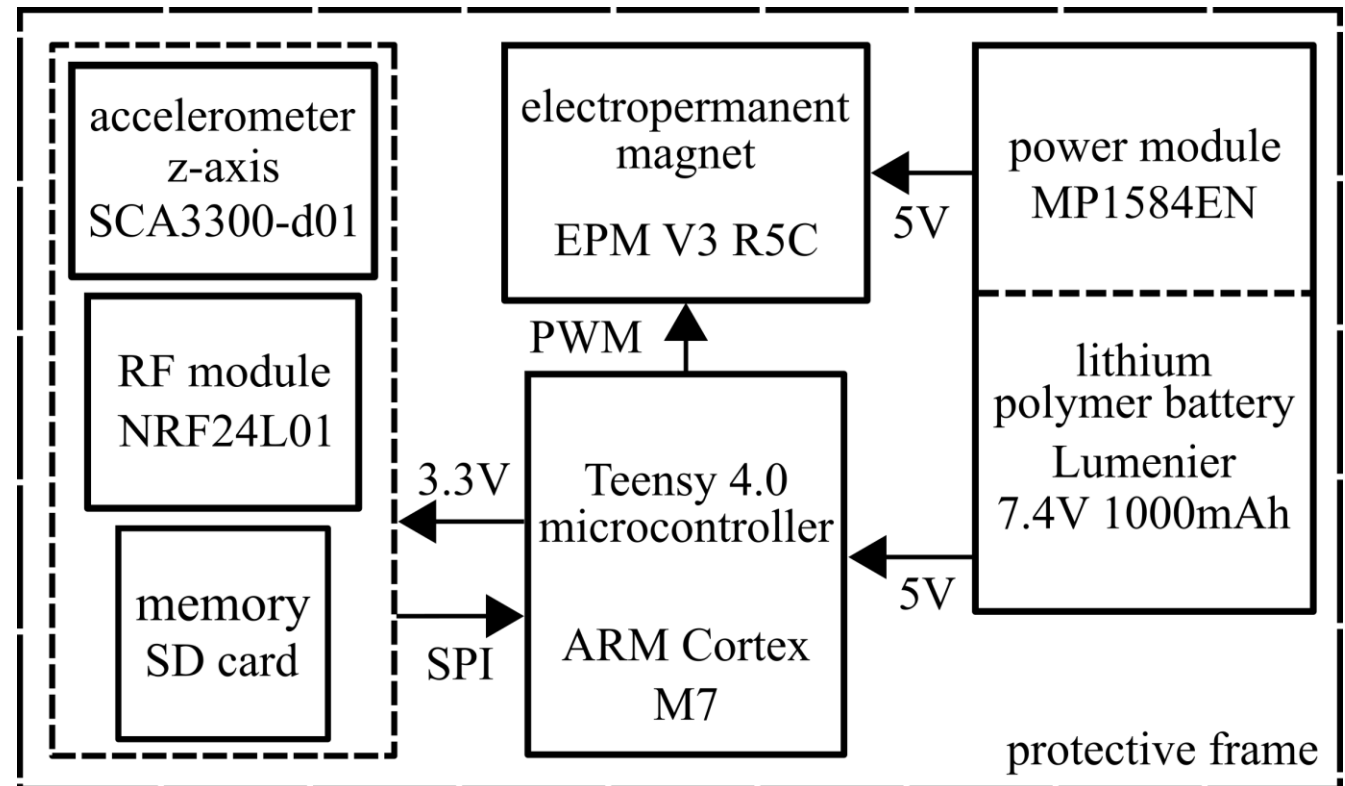 accelerometer
z-axis
SCA3300-d01
RF module
NRF24L01
memory
SD card
3.3V
SPI
electropermanent
magnet
EPM V3 R5C
PWM
Teensy 4.0
microcontroller
ARM Cortex
M7
5V
5V
power module
MP1584EN
lithium
polymer battery
Lumenier
7.4V 1000mAh
protective frame